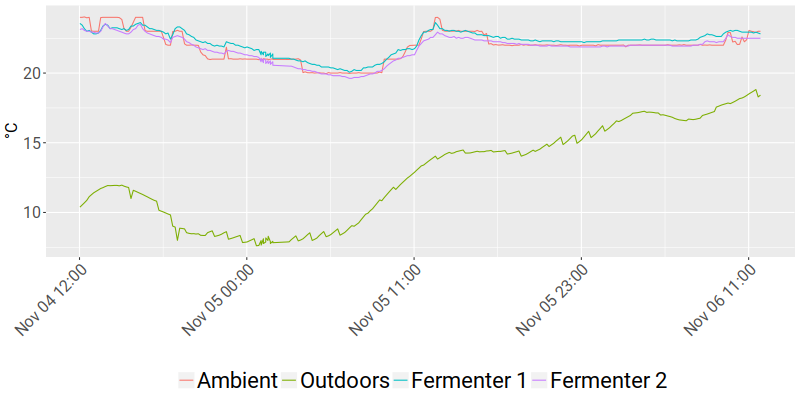 °C
20
15
10
Nov 04 12:00
Nov 05 00:00
Nov 05 11:00
Nov 05 23:00
Nov 06 11:00
Ambient Outdoors Fermenter 1 Fermenter 2